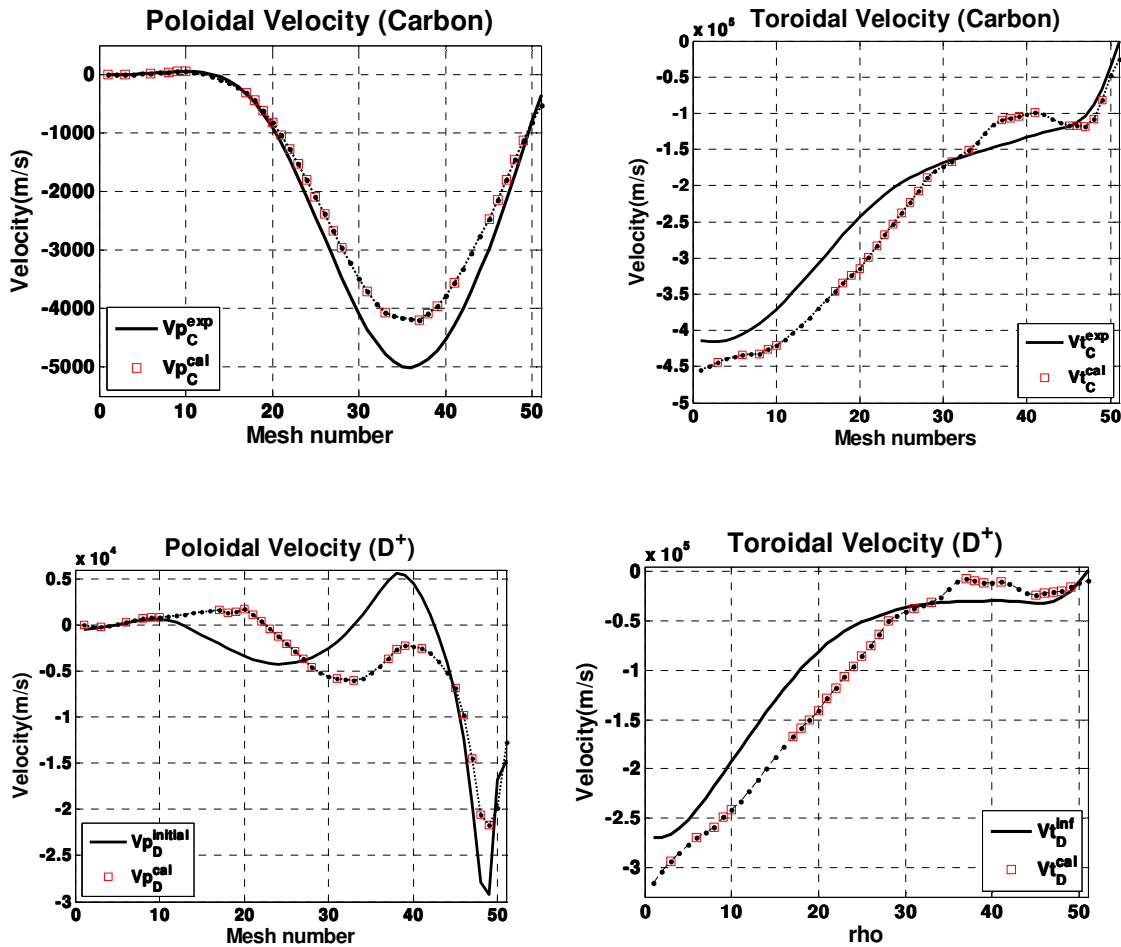 Poloidal Velocity (Carbon)
0
-1000
-2000
-3000
-4000
-5000
Velocity(m/s)
Vp_C^exp
Vp_C^cal
0 10 20 30 40 50
Mesh number
Toroidal Velocity (Carbon)
x 10^5
0
-0.5
-1
-1.5
-2
-2.5
-3
-3.5
-4
-4.5
-5
Velocity(m/s)
Vt_C^exp
Vt_C^cal
0 10 20 30 40 50
Mesh numbers
Poloidal Velocity (D^+)
x 10^4
0.5
0
-0.5
-1
-1.5
-2
-2.5
-3
Velocity(m/s)
Vp_D^initial
Vp_D^cal
0 10 20 30 40 50
Mesh number
Toroidal Velocity (D^+)
x 10^5
0
-0.5
-1
-1.5
-2
-2.5
-3
Velocity(m/s)
Vt_D^inf
Vt_D^cal
0 10 20 30 40 50
rho